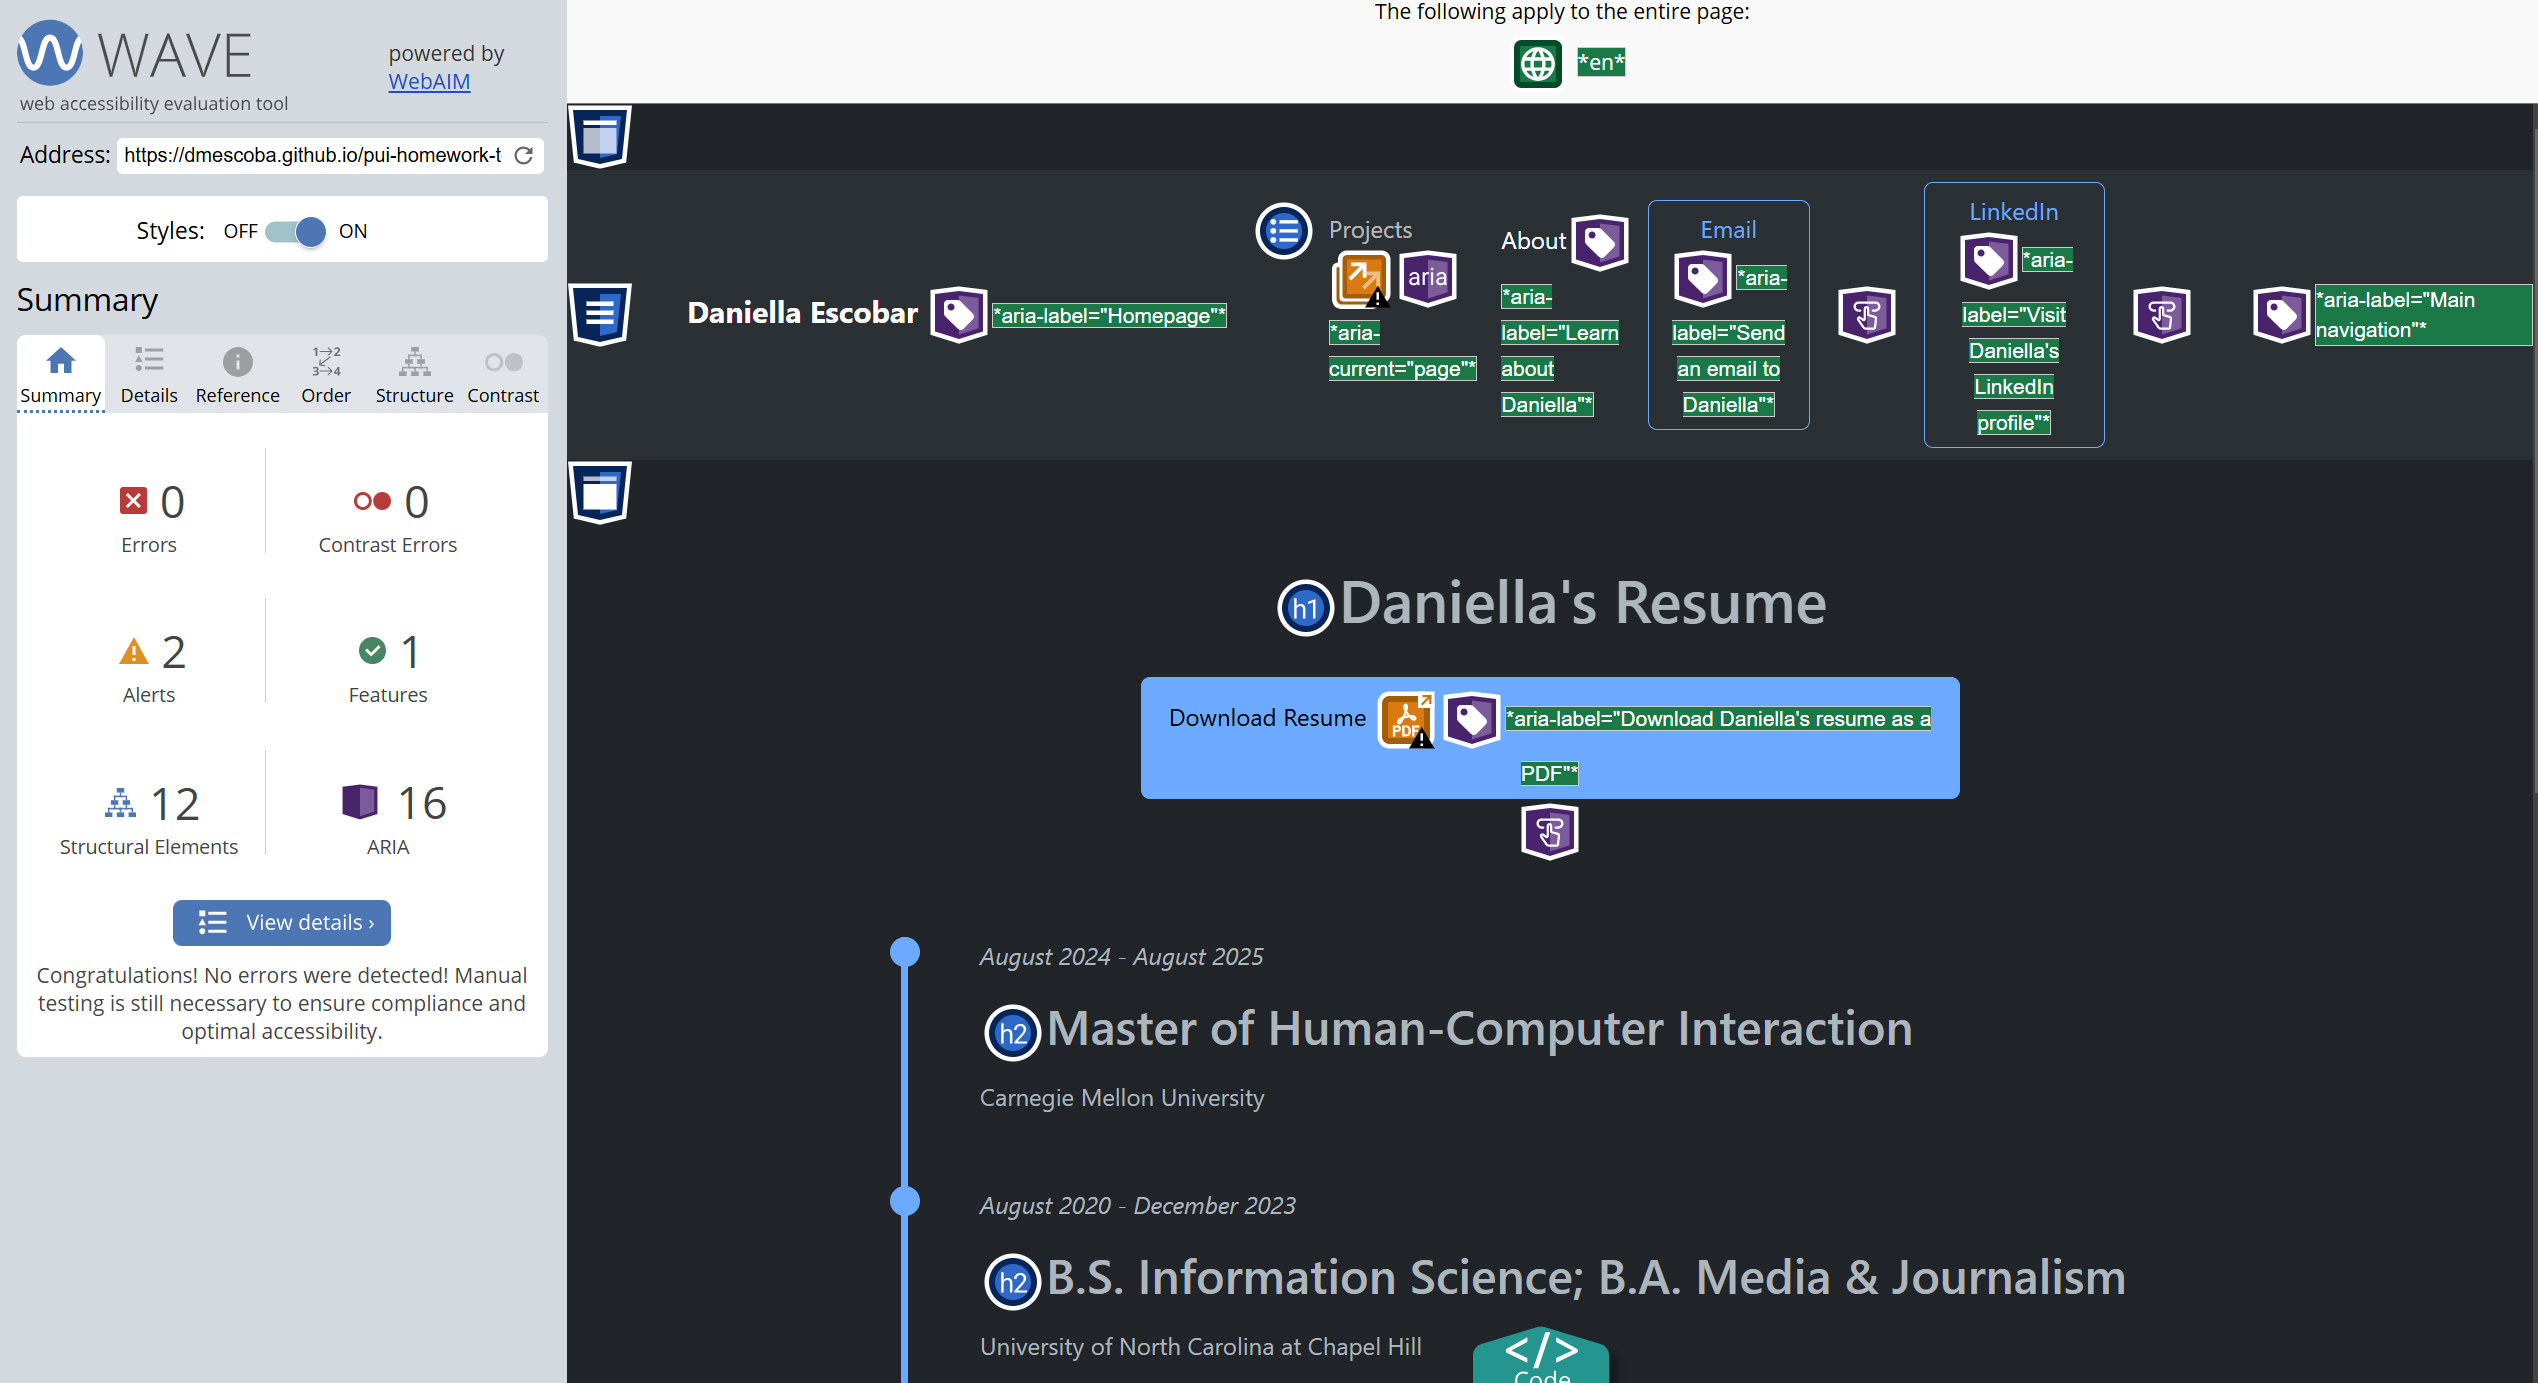 WAVE
powered by
WebAIM
web accessibility evaluation tool
Address: https://dmescoba.github.io/pui-homework-t
Styles: OFF ON
Summary
Summary Details Reference Order Structure Contrast
0
Errors
0
Contrast Errors
2
Alerts
1
Features
12
Structural Elements
16
ARIA
View details ›
Congratulations! No errors were detected! Manual
testing is still necessary to ensure compliance and
optimal accessibility.
The following apply to the entire page:
*en*
Daniella Escobar *aria-label="Homepage"*
Projects
aria
*aria-
current="page"*
About
*aria-
label="Learn
about
Daniella"*
Email
*aria-
label="Send
an email to
Daniella"*
LinkedIn
*aria-
label="Visit
Daniella's
LinkedIn
profile"*
*aria-label="Main
navigation"*
h1 Daniella's Resume
Download Resume PDF *aria-label="Download Daniella's resume as a
PDF"*
August 2024 - August 2025
h2 Master of Human-Computer Interaction
Carnegie Mellon University
August 2020 - December 2023
h2 B.S. Information Science; B.A. Media & Journalism
University of North Carolina at Chapel Hill
</>
Code